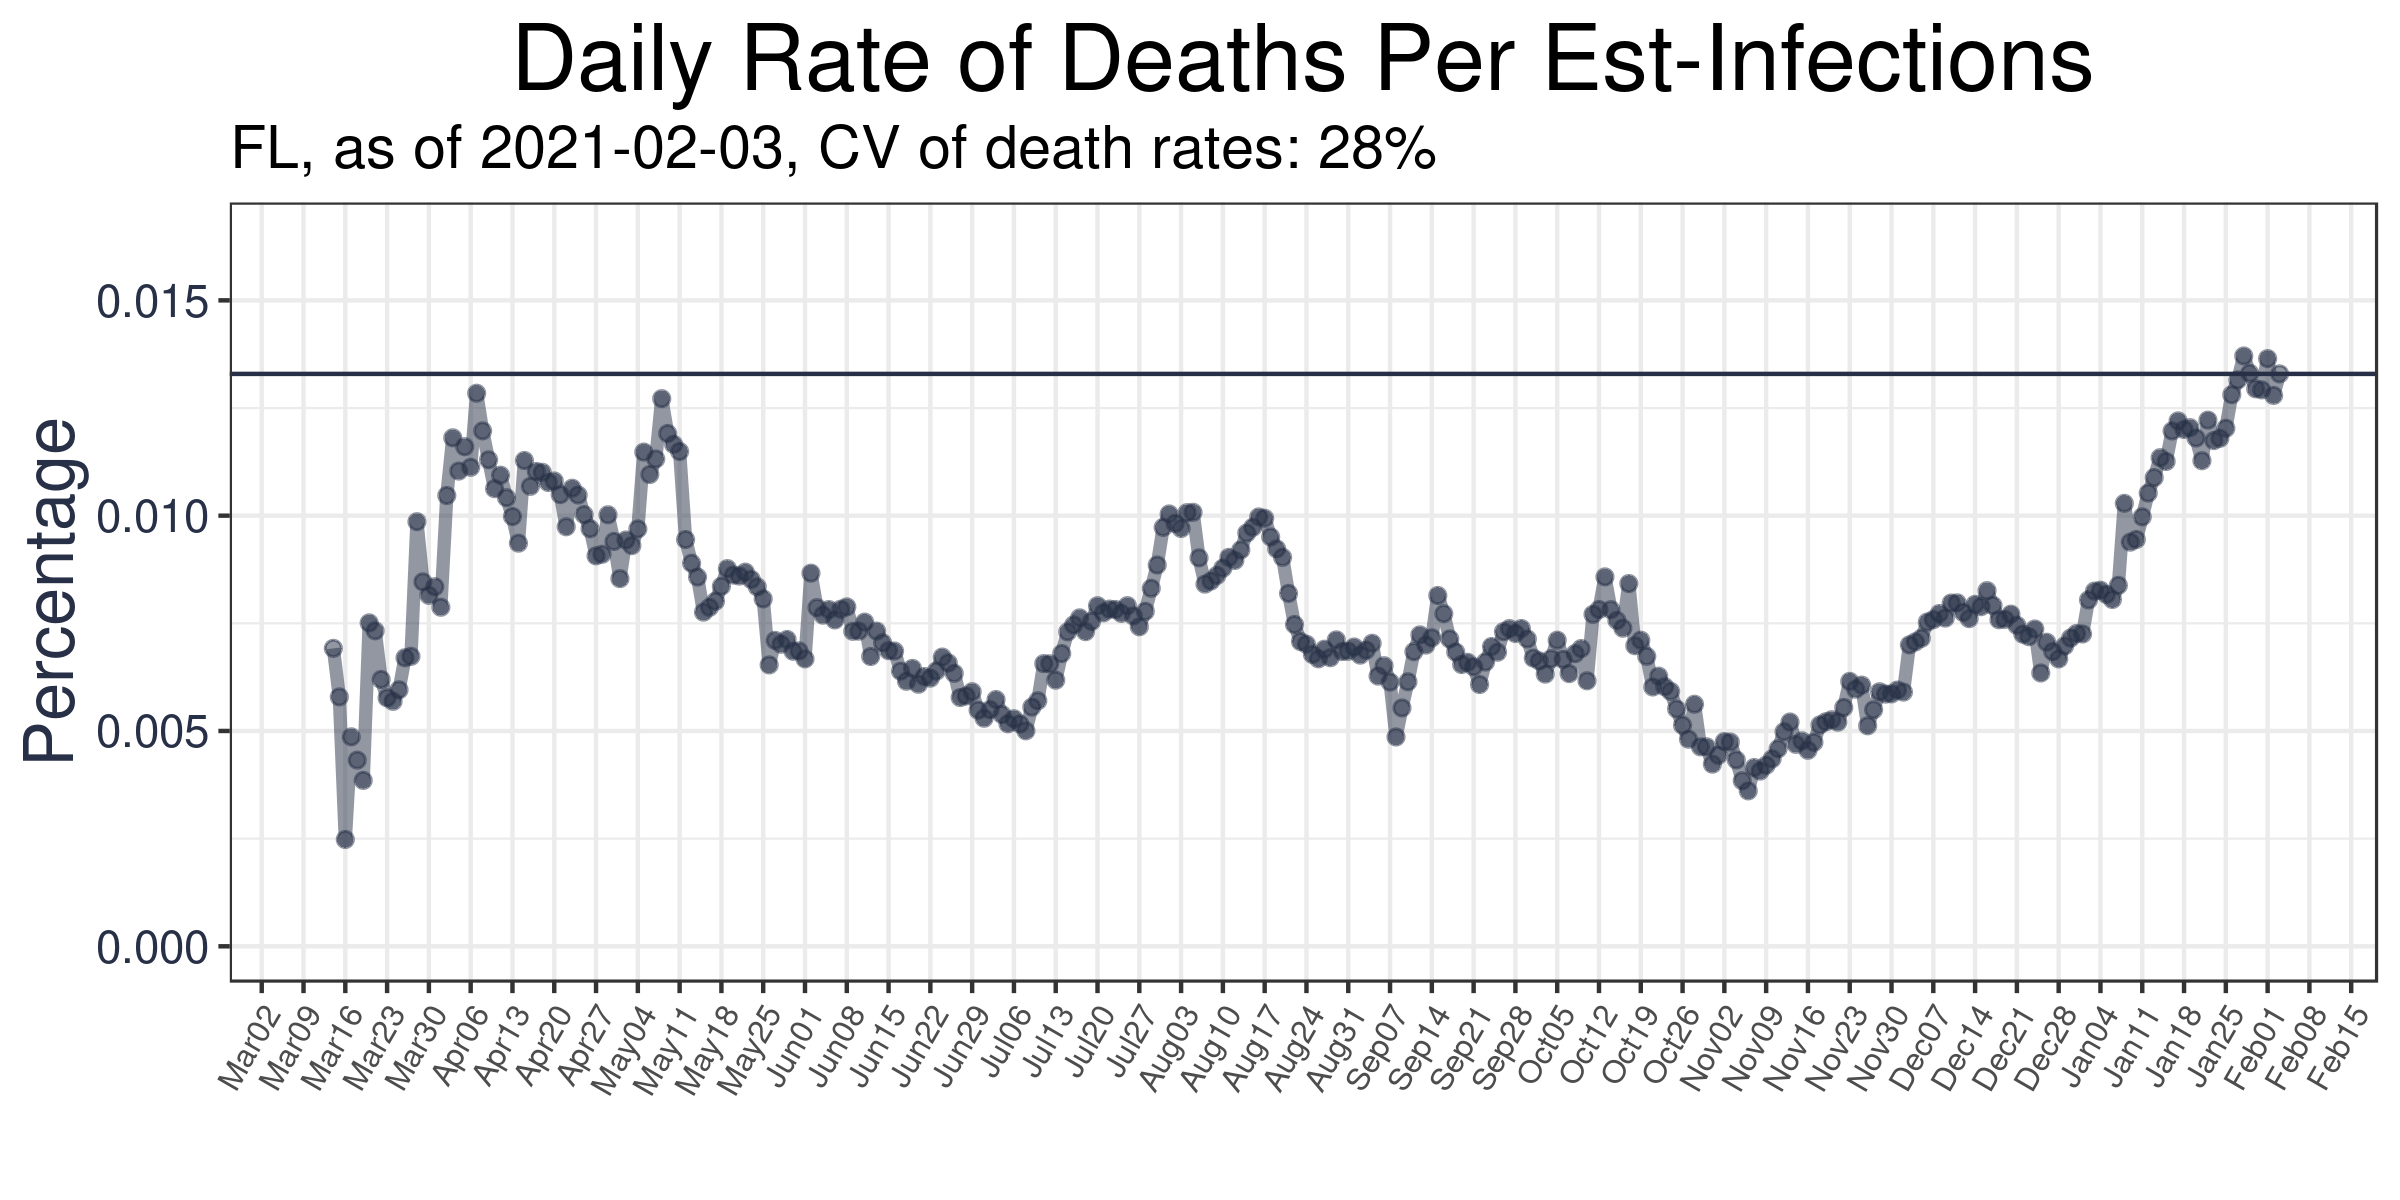 Daily Rate of Deaths Per Est-Infections
FL, as of 2021-02-03, CV of death rates: 28%
Percentage
0.015
0.010
0.005
0.000
Mar02
Mar09
Mar16
Mar23
Mar30
Apr06
Apr13
Apr20
Apr27
May04
May11
May18
May25
Jun01
Jun08
Jun15
Jun22
Jun29
Jul06
Jul13
Jul20
Jul27
Aug03
Aug10
Aug17
Aug24
Aug31
Sep07
Sep14
Sep21
Sep28
Oct05
Oct12
Oct19
Oct26
Nov02
Nov09
Nov16
Nov23
Nov30
Dec07
Dec14
Dec21
Dec28
Jan04
Jan11
Jan18
Jan25
Feb01
Feb08
Feb15